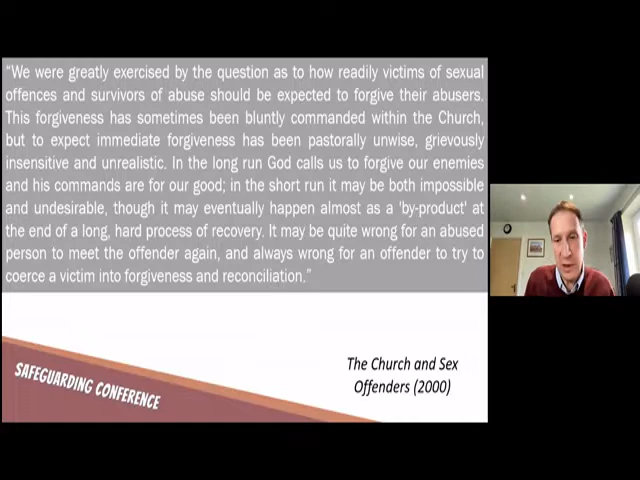 “We were greatly exercised by the question as to how readily victims of sexual
offences and survivors of abuse should be expected to forgive their abusers.
This forgiveness has sometimes been bluntly commanded within the Church,
but to expect immediate forgiveness has been pastorally unwise, grievously
insensitive and unrealistic. In the long run God calls us to forgive our enemies
and his commands are for our good; in the short run it may be both impossible
and undesirable, though it may eventually happen almost as a 'by-product' at
the end of a long, hard process of recovery. It may be quite wrong for an abused
person to meet the offender again, and always wrong for an offender to try to
coerce a victim into forgiveness and reconciliation.”
The Church and Sex
Offenders (2000)
SAFEGUARDING CONFERENCE